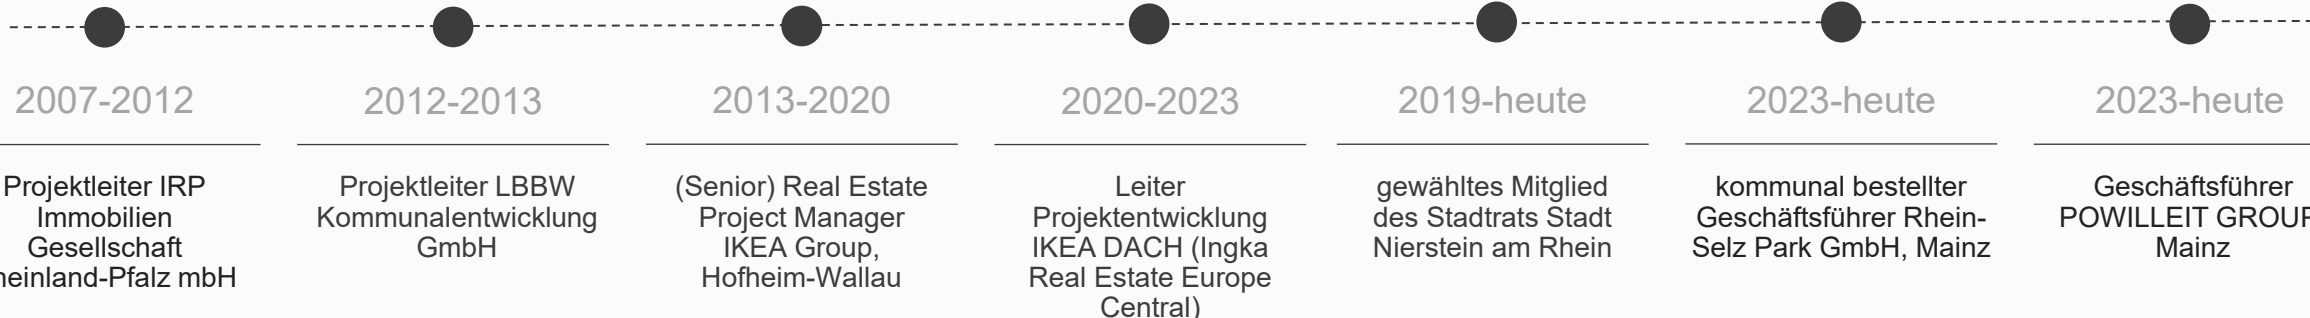 2007-2012
2012-2013
2013-2020
2020-2023
2019-heute
2023-heute
2023-heute
Projektleiter IRP
Immobilien
Gesellschaft
heinland-Pfalz mbH
Projektleiter LBBW
Kommunalentwicklung
GmbH
(Senior) Real Estate
Project Manager
IKEA Group,
Hofheim-Wallau
Leiter
Projektentwicklung
IKEA DACH (Ingka
Real Estate Europe
Central)
gewähltes Mitglied
des Stadtrats Stadt
Nierstein am Rhein
kommunal bestellter
Geschäftsführer Rhein-
Selz Park GmbH, Mainz
Geschäftsführer
POWILLEIT GROUP
Mainz